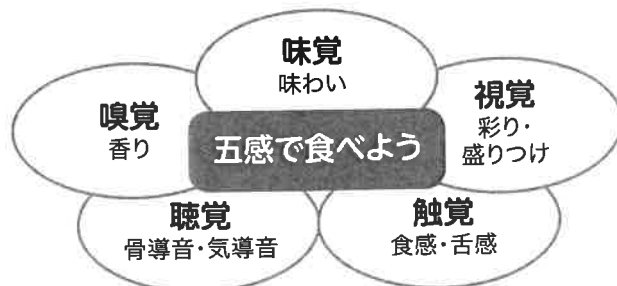 味覚
味わい
嗅覚
香り
視覚
彩り・
盛りつけ
五感で食べよう
聴覚
骨導音・気導音
触覚
食感・舌感